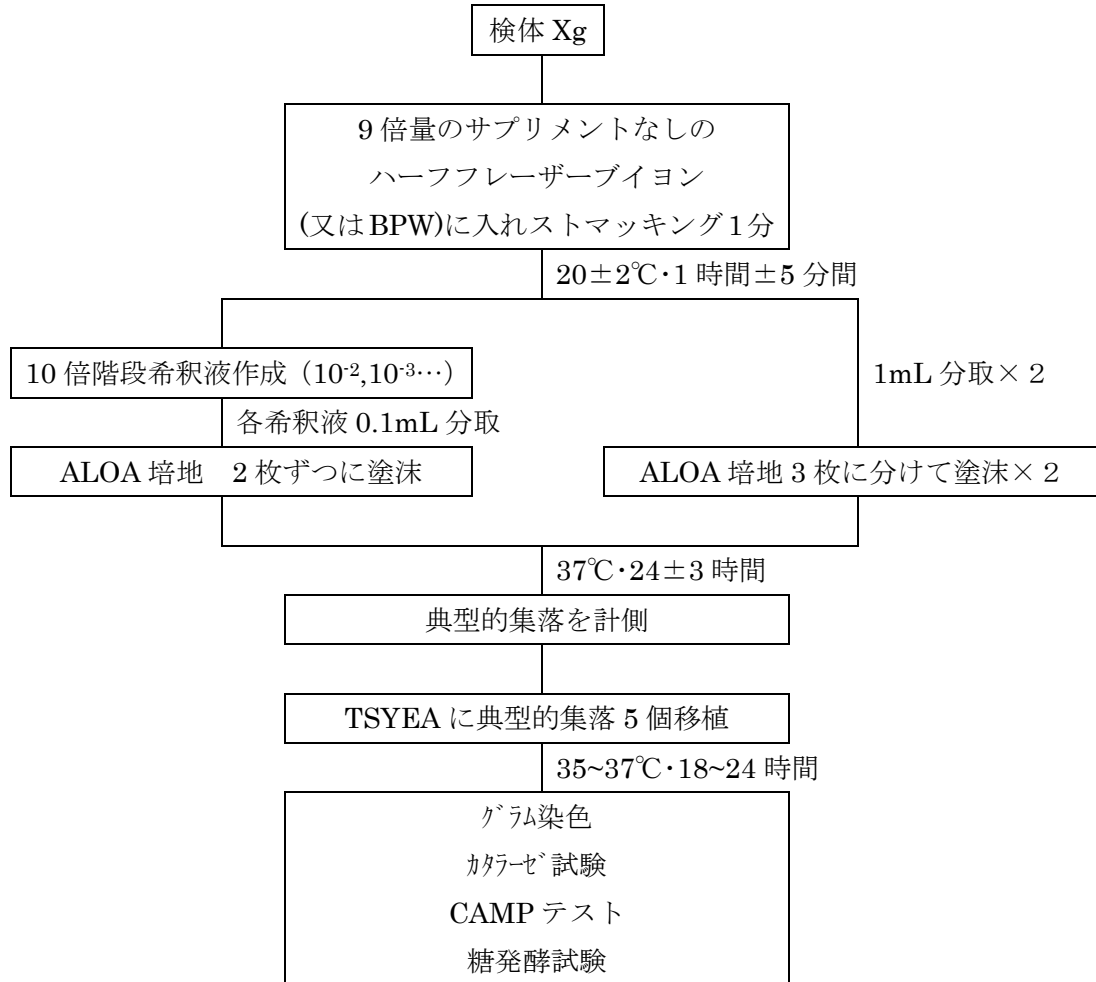 検体 Xg
9 倍量のサプリメントなしの
ハーフフレーザーブイヨン
(又は BPW)に入れストマッキング 1 分
20±2℃・1 時間±5 分間
10 倍階段希釈液作成（10-2,10-3…）
各希釈液 0.1mL 分取
ALOA 培地　2 枚ずつに塗沫
1mL 分取×２
ALOA 培地 3 枚に分けて塗沫×２
37℃・24±3 時間
典型的集落を計側
TSYEA に典型的集落 5 個移植
35~37℃・18~24 時間
ｸﾞﾗﾑ染色
ｶﾀﾗｰｾﾞ試験
CAMP テスト
糖発酵試験